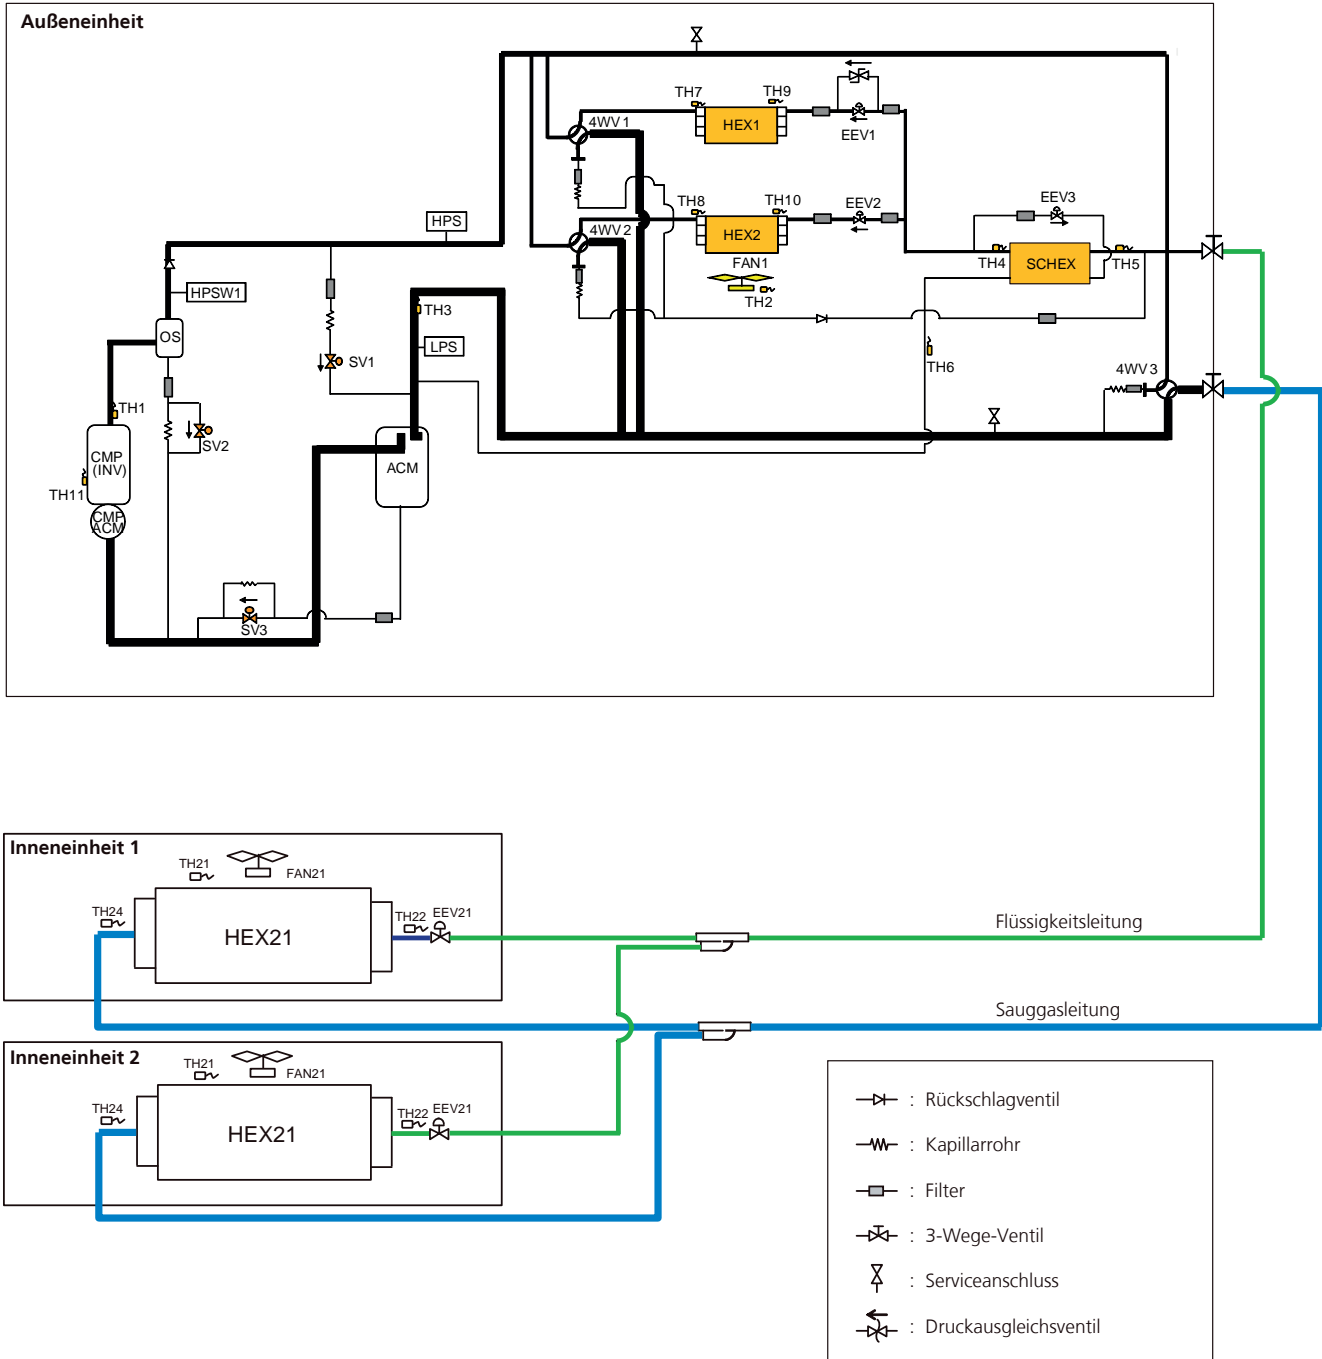 Außeneinheit
TH7
TH9
HEX1
EEV1
4WV1
TH8
TH10
EEV2
EEV3
HPS
4WV2
HEX2
TH4
SCHEX
TH5
FAN1
TH2
HPSW1
TH3
OS
LPS
SV1
TH6
4WV3
TH1
SV2
CMP
(INV)
ACM
TH11
CMP
ACM
SV3
Inneneinheit 1
TH21
FAN21
TH24
HEX21
TH22
EEV21
Flüssigkeitsleitung
Sauggasleitung
Inneneinheit 2
TH21
FAN21
TH24
HEX21
TH22
EEV21
: Rückschlagventil
: Kapillarrohr
: Filter
: 3-Wege-Ventil
: Serviceanschluss
: Druckausgleichsventil